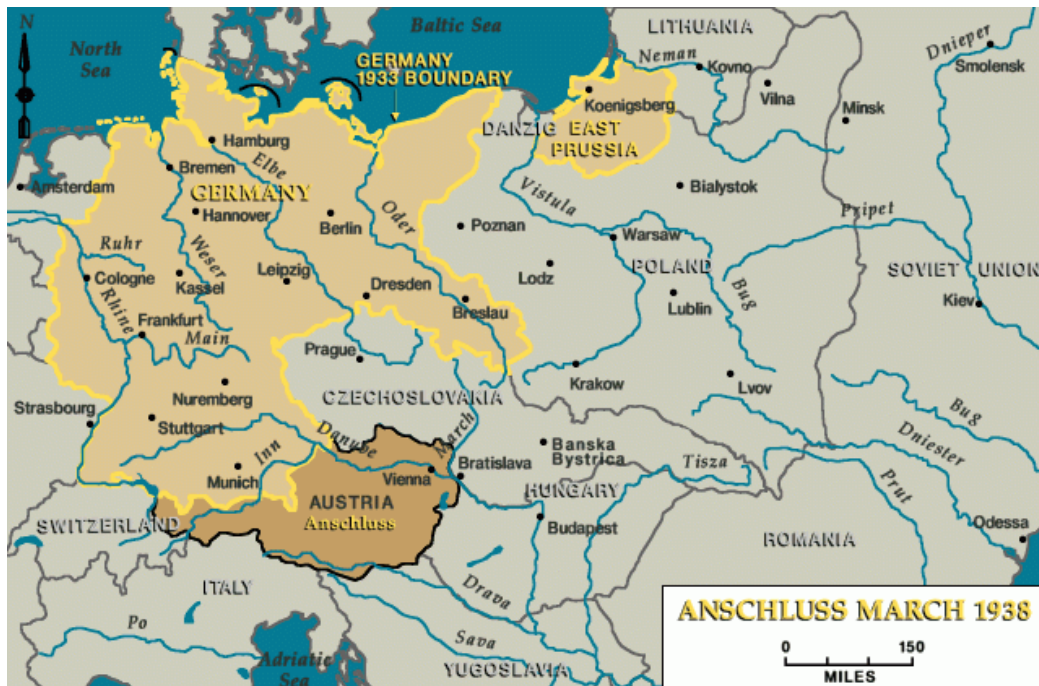 N
North
Sea
Baltic Sea
LITHUANIA
Dnieper
Smolensk
GERMANY
1933 BOUNDARY
Neman
Kovno
Vilna
Koenigsberg
Minsk
DANZIG
EAST
PRUSSIA
Hamburg
Bremen
Elbe
Amsterdam
GERMANY
Hannover
Berlin
Oder
Bialystok
Vistula
Poznan
Warsaw
Pripet
Ruhr
Weser
Cologne
Kassel
Leipzig
Lodz
POLAND
SOVIET UNION
Rhine
Dresden
Breslau
Lublin
Bug
Kiev
Frankfurt
Main
Prague
Krakow
Lvov
Nuremberg
CZECHOSLOVAKIA
Strasbourg
Stuttgart
Danube
March
Bug
Dniester
Inn
Banska
Bystrica
Munich
Vienna
Bratislava
Tisza
Prut
AUSTRIA
Anschluss
HUNGARY
SWITZERLAND
Budapest
Odessa
ROMANIA
ITALY
Drava
Po
Sava
Adriatic
Sea
YUGOSLAVIA
ANSCHLUSS MARCH 1938
0 150
MILES